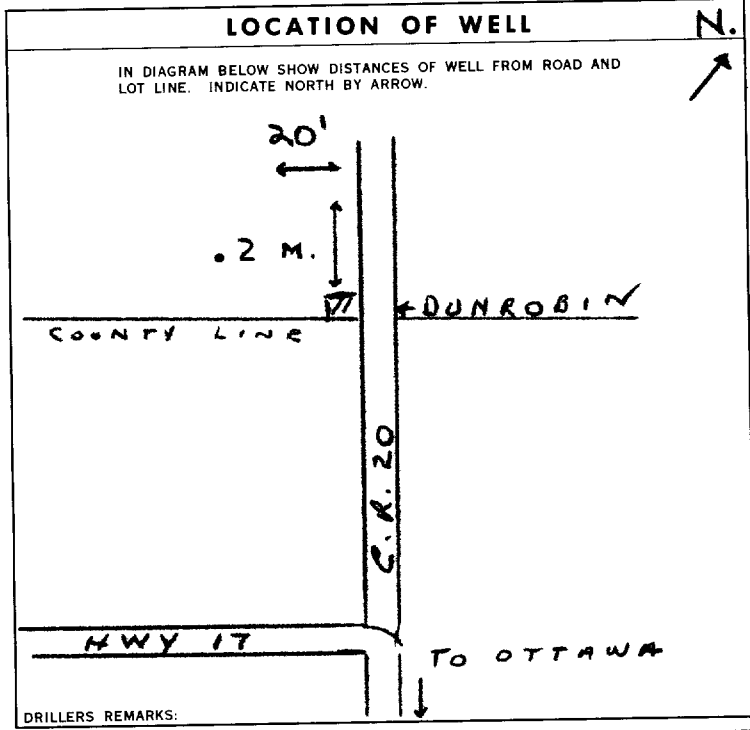 LOCATION OF WELL
N.
IN DIAGRAM BELOW SHOW DISTANCES OF WELL FROM ROAD AND
LOT LINE. INDICATE NORTH BY ARROW.
20'
.2 M.
DUNROBIN
COUNTY LINE
C.R. 20
HWY 17
TO OTTAWA
DRILLERS REMARKS: